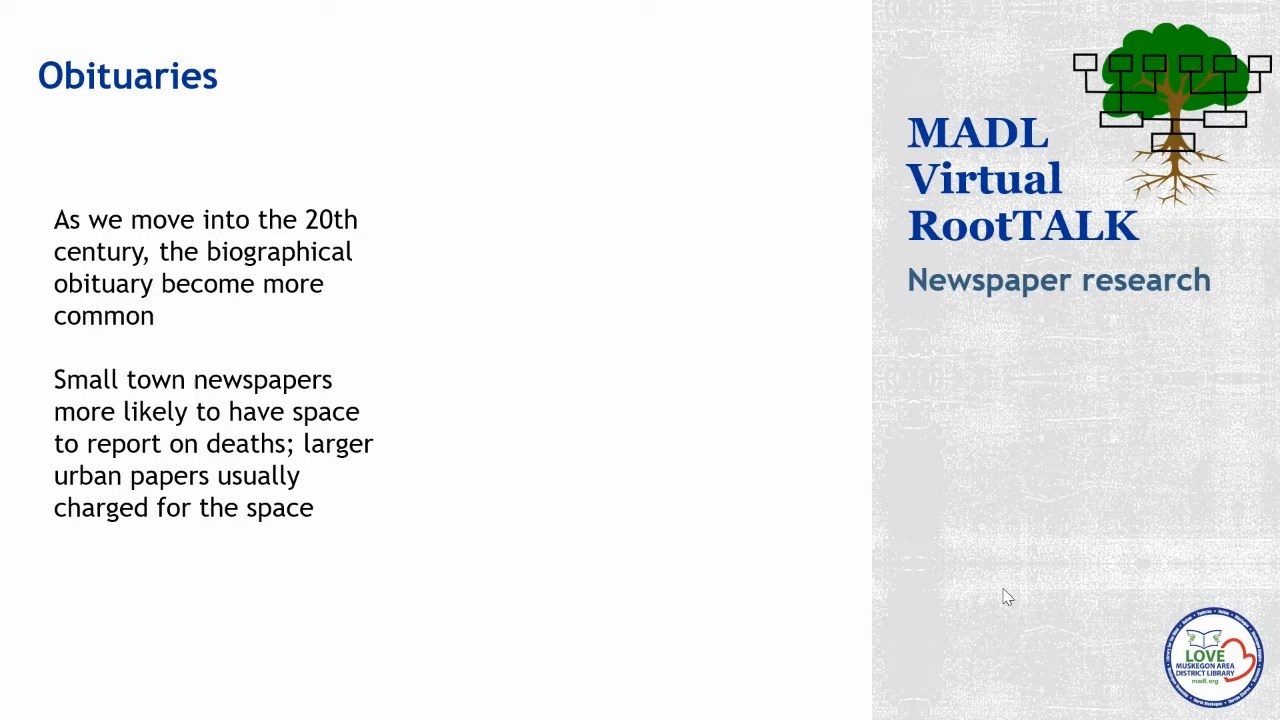 Obituaries
As we move into the 20th
century, the biographical
obituary become more
common
Small town newspapers
more likely to have space
to report on deaths; larger
urban papers usually
charged for the space
MADL
Virtual
RootTALK
Newspaper research
LOVE
MUSKEGON AREA
DISTRICT LIBRARY
madl.org